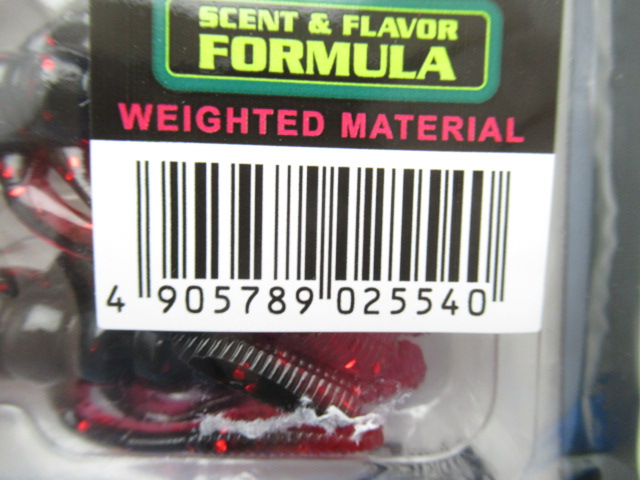 SCENT & FLAVOR
FORMULA
WEIGHTED MATERIAL
4 905789 025540